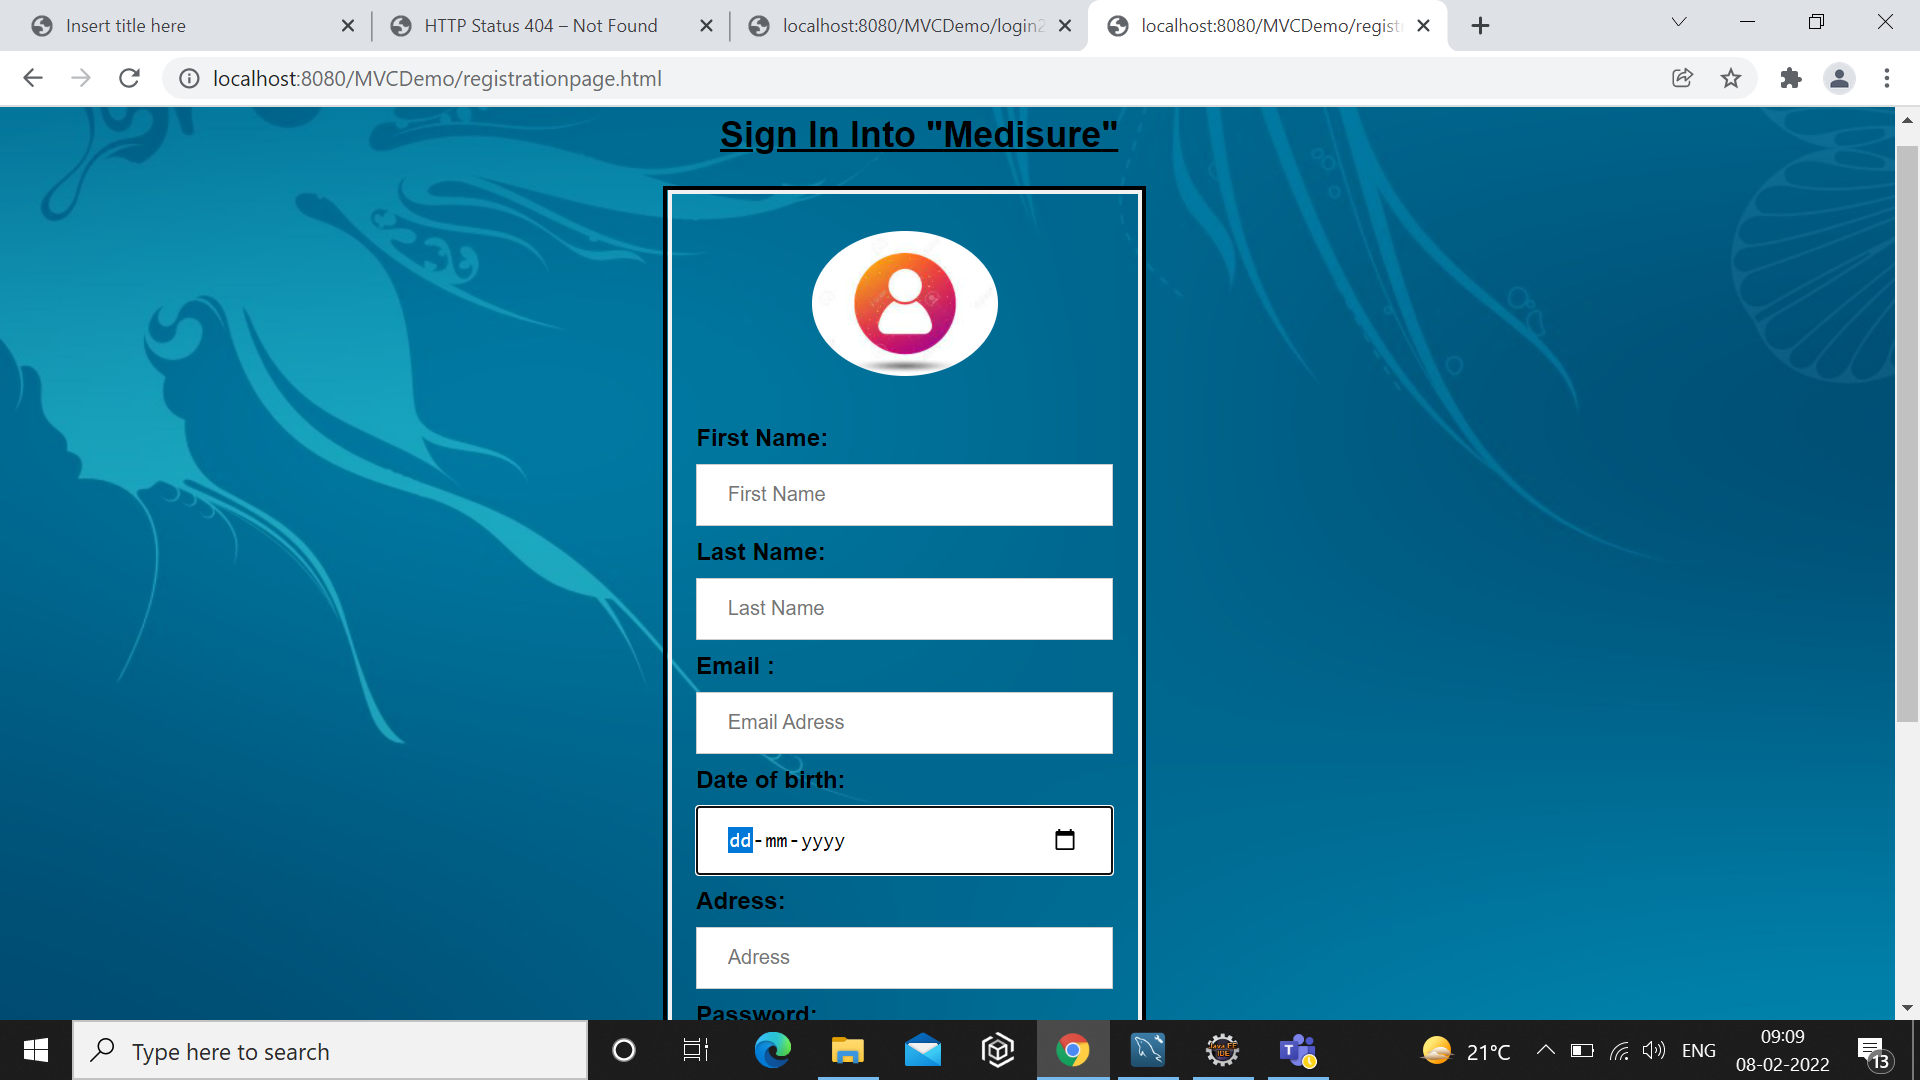 Insert title here
HTTP Status 404 – Not Found
localhost:8080/MVCDemo/login2
localhost:8080/MVCDemo/regist
localhost:8080/MVCDemo/registrationpage.html
Sign In Into "Medisure"
First Name:
First Name
Last Name:
Last Name
Email :
Email Adress
Date of birth:
dd-mm-yyyy
Adress:
Adress
Password:
Type here to search
Java EE
IDE
T
21°C
ENG
09:09
08-02-2022
13